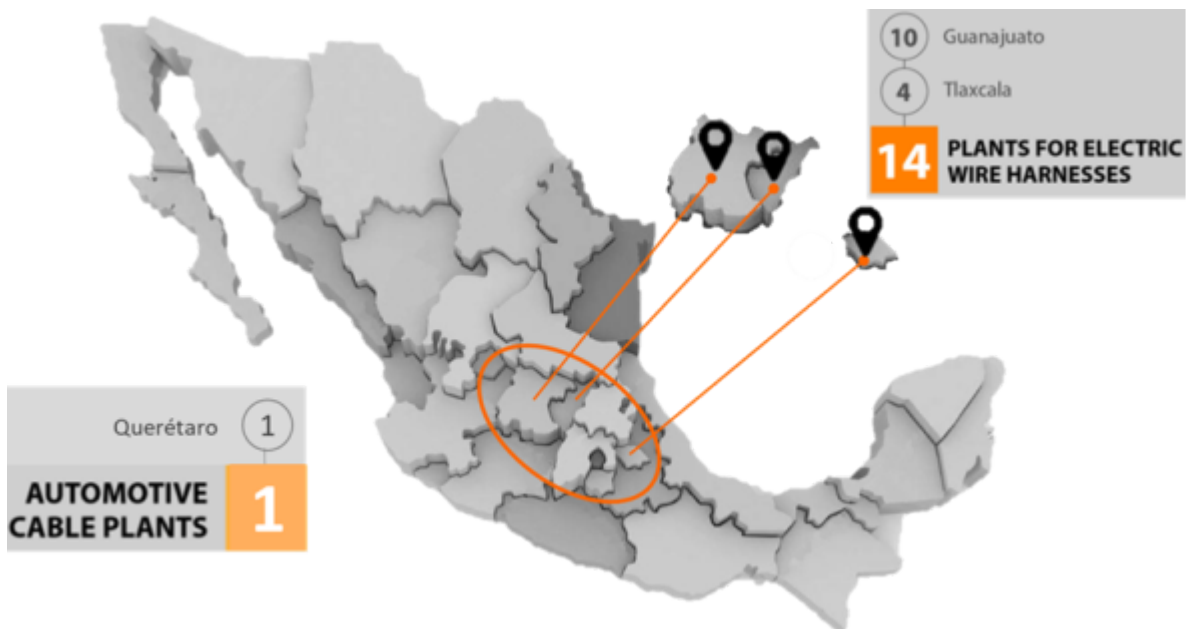 10 Guanajuato
4 Tlaxcala
14 PLANTS FOR ELECTRIC
WIRE HARNESSES
Querétaro 1
AUTOMOTIVE
CABLE PLANTS 1